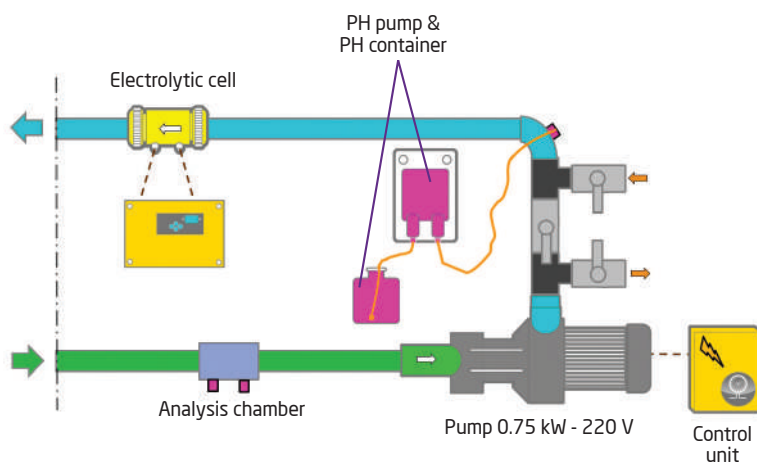 PH pump &
PH container
Electrolytic cell
Analysis chamber
Pump 0.75 kW - 220 V
Control
unit